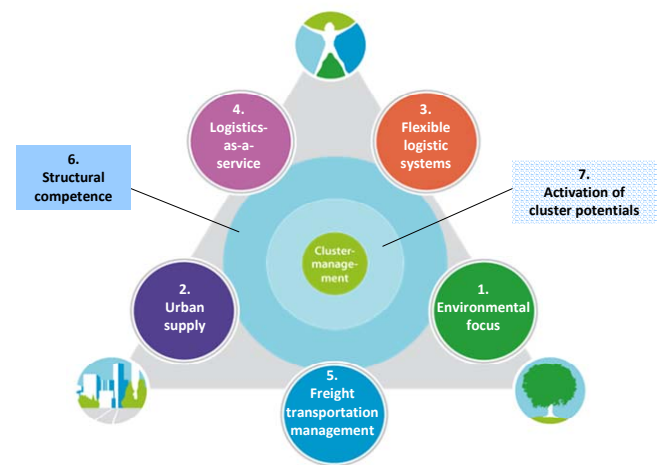 4.
Logistics-
as-a-
service
3.
Flexible
logistic
systems
6.
Structural
competence
7.
Activation of
cluster potentials
Cluster-
manage-
ment
2.
Urban
supply
1.
Environmental
focus
5.
Freight
transportation
management